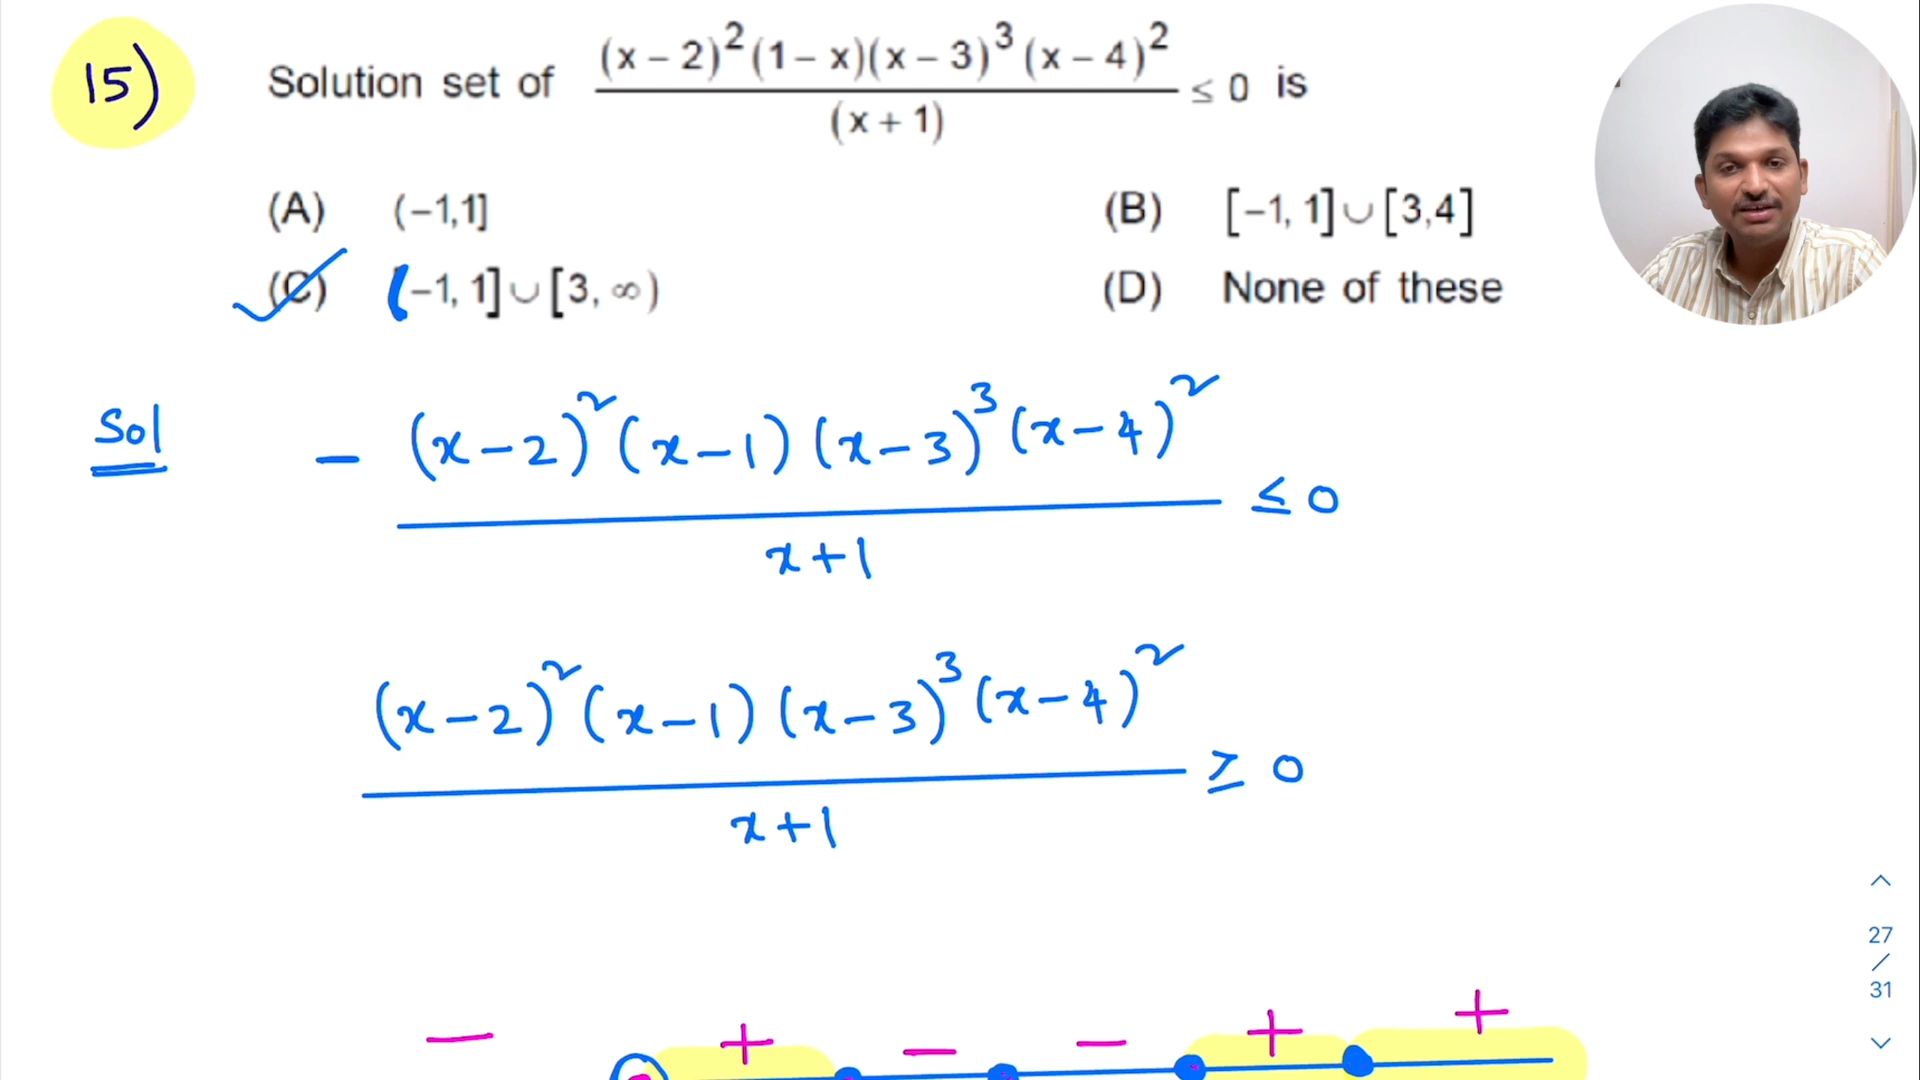 15)
Solution set of (x – 2)²(1 – x)(x – 3)³(x – 4)² / (x + 1) ≤ 0 is
(A) (–1,1]
(B) [–1, 1]∪[3,4]
(C) (–1, 1]∪[3, ∞)
(D) None of these
Sol
– (x–2)²(x–1)(x–3)³(x–4)² / x+1 ≤ 0
(x–2)²(x–1)(x–3)³(x–4)² / x+1 ≥ 0
– + – – + +
27
/
31